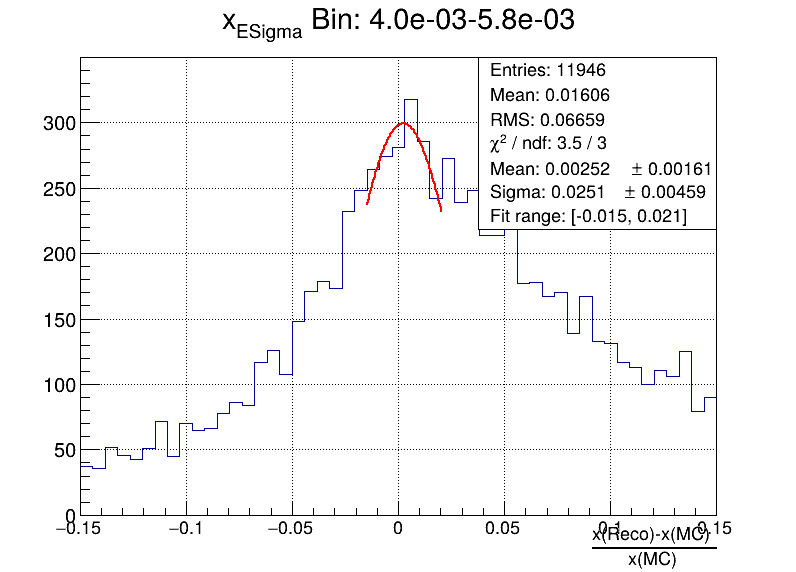 x_ESigma Bin: 4.0e-03-5.8e-03
Entries: 11946
Mean: 0.01606
RMS: 0.06659
χ² / ndf: 3.5 / 3
Mean: 0.00252 ± 0.00161
Sigma: 0.0251 ± 0.00459
Fit range: [-0.015, 0.021]
300
250
200
150
100
50
0
−0.15 −0.1 −0.05 0 0.05 0.1 0.15
x(Reco)-x(MC)
x(MC)